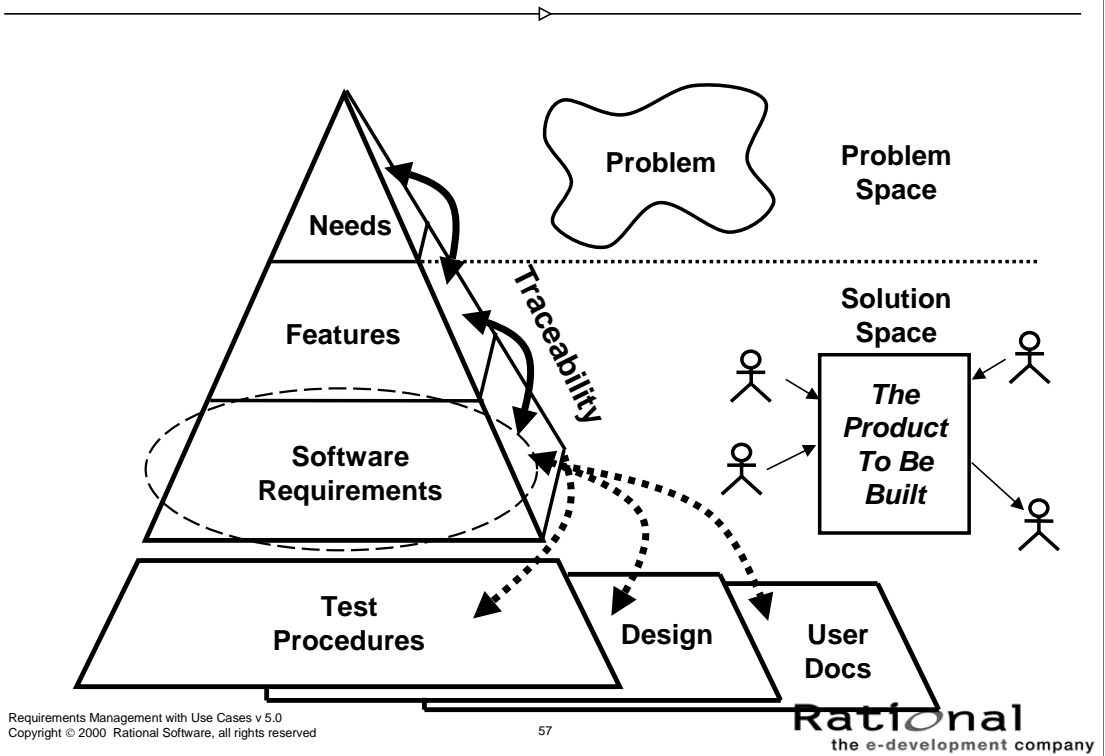 Problem
Problem
Space
Needs
Traceability
Solution
Space
Features
The
Product
To Be
Built
Software
Requirements
Test
Procedures
Design
User
Docs
Requirements Management with Use Cases v 5.0
Copyright © 2000 Rational Software, all rights reserved
57
Rational
the e-development company